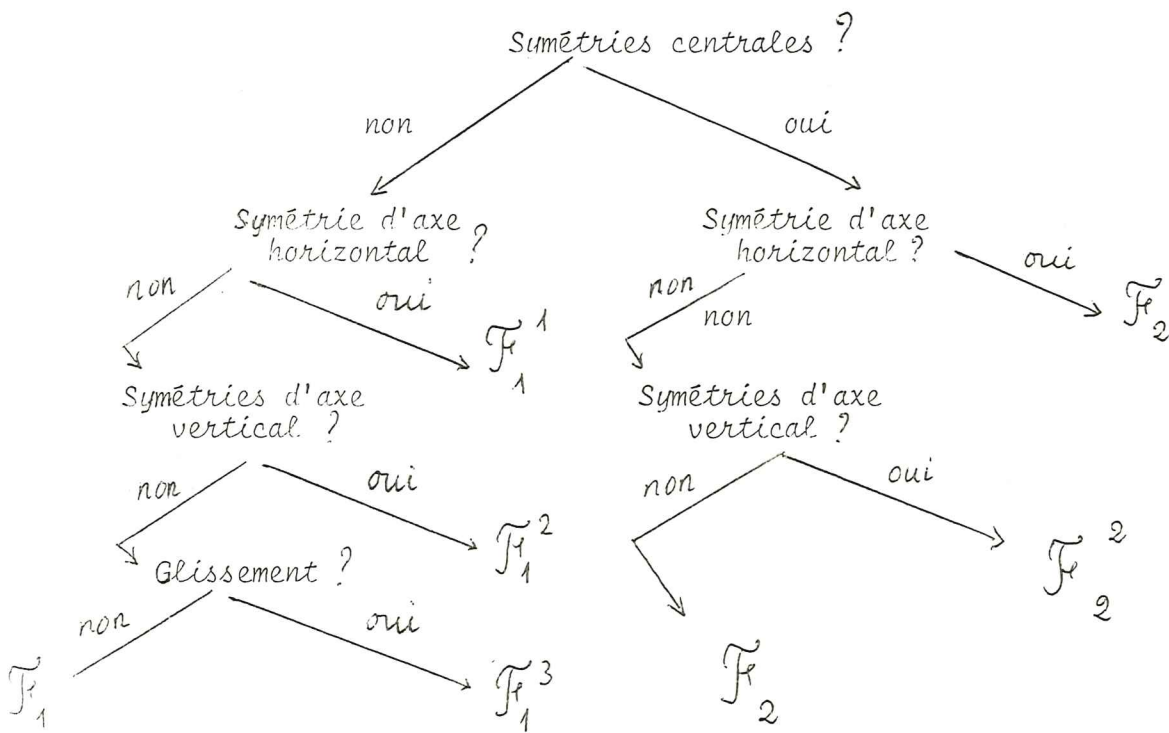 Symétries centrales ?
non
oui
Symétrie d'axe
horizontal ?
Symétrie d'axe
horizontal ?
non
oui
non
non
oui
F₁¹
F₂
Symétries d'axe
vertical ?
Symétries d'axe
vertical ?
non
oui
non
oui
F₁²
F₂²
Glissement ?
non
oui
F₁
F₁³
F₂